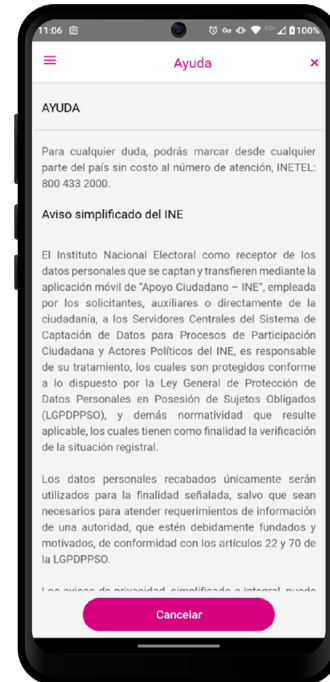 11:06
100%
Ayuda
×
AYUDA
Para cualquier duda, podrás marcar desde cualquier
parte del país sin costo al número de atención, INETEL:
800 433 2000.
Aviso simplificado del INE
El Instituto Nacional Electoral como receptor de los
datos personales que se captan y transfieren mediante la
aplicación móvil de "Apoyo Ciudadano – INE", empleada
por los solicitantes, auxiliares o directamente de la
ciudadanía, a los Servidores Centrales del Sistema de
Captación de Datos para Procesos de Participación
Ciudadana y Actores Políticos del INE, es responsable
de su tratamiento, los cuales son protegidos conforme
a lo dispuesto por la Ley General de Protección de
Datos Personales en Posesión de Sujetos Obligados
(LGPDPPSO), y demás normatividad que resulte
aplicable, los cuales tienen como finalidad la verificación
de la situación registral.
Los datos personales recabados únicamente serán
utilizados para la finalidad señalada, salvo que sean
necesarios para atender requerimientos de información
de una autoridad, que estén debidamente fundados y
motivados, de conformidad con los artículos 22 y 70 de
la LGPDPPSO.
Los avisos de privacidad, simplificado e integral, puede
Cancelar